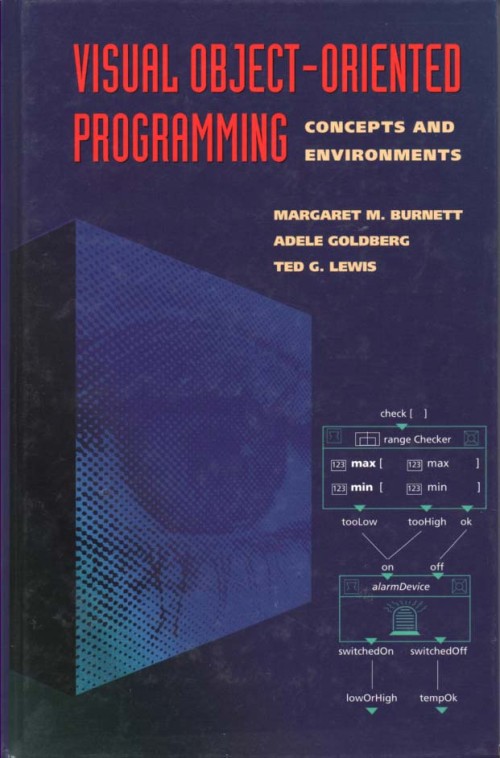 VISUAL OBJECT-ORIENTED
PROGRAMMING
CONCEPTS AND
ENVIRONMENTS
MARGARET M. BURNETT
ADELE GOLDBERG
TED G. LEWIS
check [ ]
range Checker
123 max [ 123 max ]
123 min [ 123 min ]
tooLow tooHigh ok
on off
alarmDevice
switchedOn switchedOff
lowOrHigh tempOk